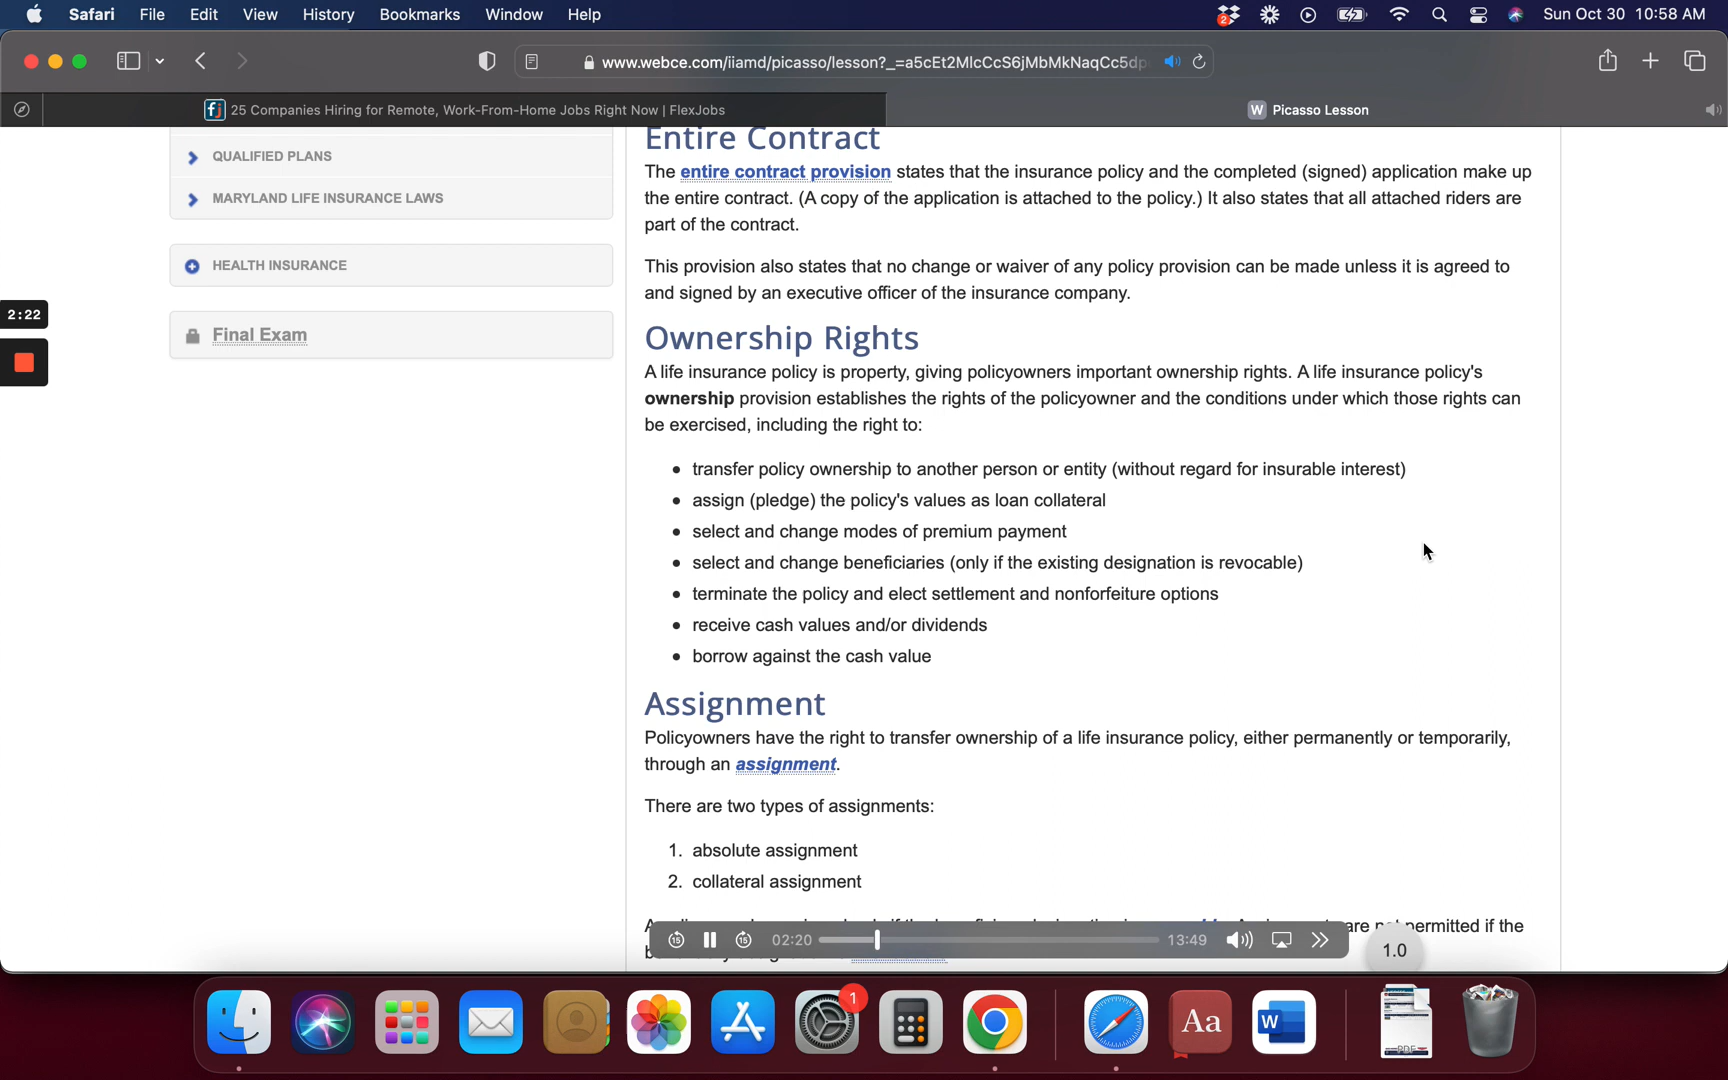 Safari File Edit View History Bookmarks Window Help
2
Sun Oct 30 10:58 AM
www.webce.com/iiamd/picasso/lesson?_=a5cEt2MlcCcS6jMbMkNaqCc5dp
fj 25 Companies Hiring for Remote, Work-From-Home Jobs Right Now | FlexJobs
W Picasso Lesson
QUALIFIED PLANS
MARYLAND LIFE INSURANCE LAWS
HEALTH INSURANCE
2:22
Final Exam
Entire Contract
The entire contract provision states that the insurance policy and the completed (signed) application make up
the entire contract. (A copy of the application is attached to the policy.) It also states that all attached riders are
part of the contract.
This provision also states that no change or waiver of any policy provision can be made unless it is agreed to
and signed by an executive officer of the insurance company.
Ownership Rights
A life insurance policy is property, giving policyowners important ownership rights. A life insurance policy's
ownership provision establishes the rights of the policyowner and the conditions under which those rights can
be exercised, including the right to:
• transfer policy ownership to another person or entity (without regard for insurable interest)
• assign (pledge) the policy's values as loan collateral
• select and change modes of premium payment
• select and change beneficiaries (only if the existing designation is revocable)
• terminate the policy and elect settlement and nonforfeiture options
• receive cash values and/or dividends
• borrow against the cash value
Assignment
Policyowners have the right to transfer ownership of a life insurance policy, either permanently or temporarily,
through an assignment.
There are two types of assignments:
1. absolute assignment
2. collateral assignment
permitted if the
15 15 02:20 13:49
1.0
1
Aa
W
PDF